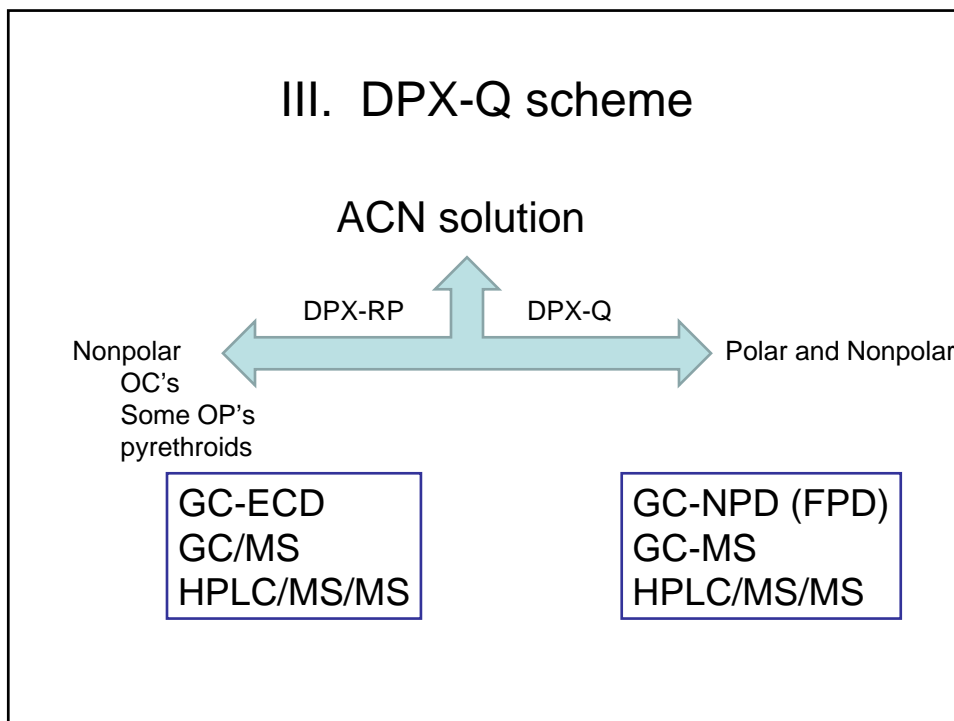 III. DPX-Q scheme
ACN solution
DPX-RP
DPX-Q
Nonpolar
OC's
Some OP's
pyrethroids
Polar and Nonpolar
GC-ECD
GC/MS
HPLC/MS/MS
GC-NPD (FPD)
GC-MS
HPLC/MS/MS